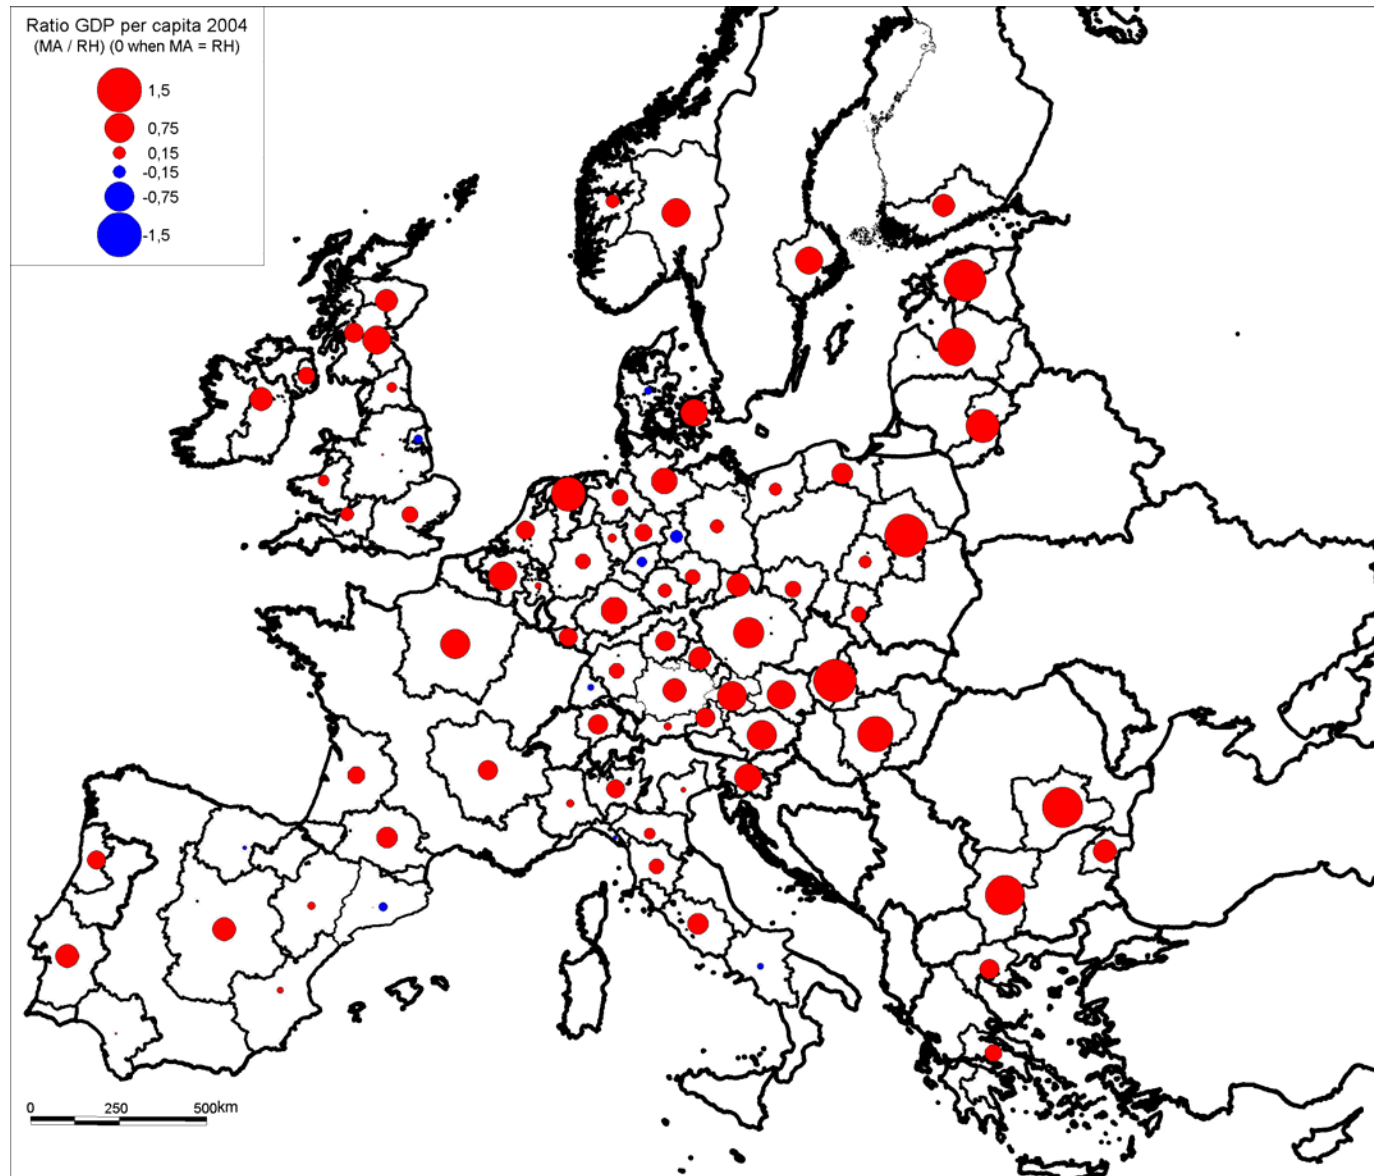 Ratio GDP per capita 2004
(MA / RH) (0 when MA = RH)
1,5
0,75
0,15
-0,15
-0,75
-1,5
0 250 500km